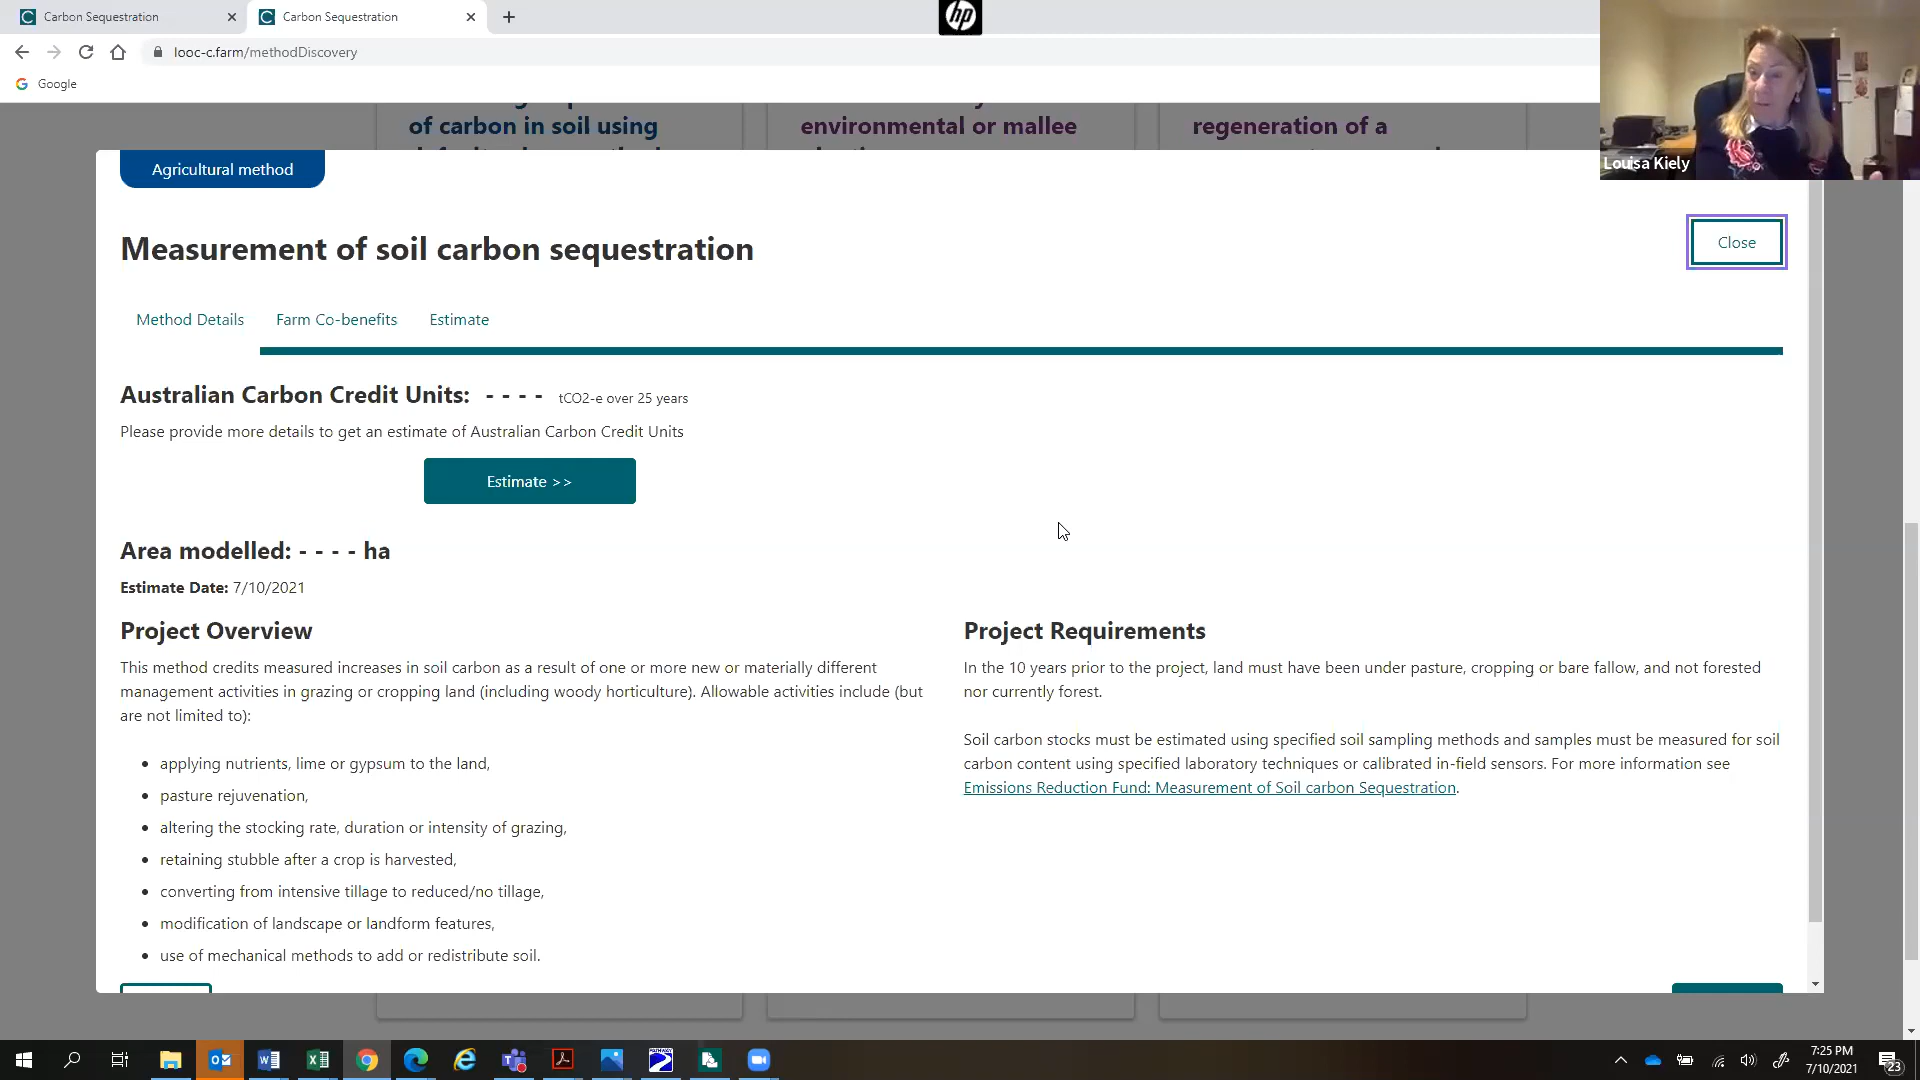 Carbon Sequestration
Carbon Sequestration
hp
looc-c.farm/methodDiscovery
Google
of carbon in soil using
environmental or mallee
regeneration of a
Louisa Kiely
Agricultural method
Measurement of soil carbon sequestration
Close
Method Details
Farm Co-benefits
Estimate
Australian Carbon Credit Units: - - - - tCO2-e over 25 years
Please provide more details to get an estimate of Australian Carbon Credit Units
Estimate >>
Area modelled: - - - - ha
Estimate Date: 7/10/2021
Project Overview
This method credits measured increases in soil carbon as a result of one or more new or materially different
management activities in grazing or cropping land (including woody horticulture). Allowable activities include (but
are not limited to):
• applying nutrients, lime or gypsum to the land,
• pasture rejuvenation,
• altering the stocking rate, duration or intensity of grazing,
• retaining stubble after a crop is harvested,
• converting from intensive tillage to reduced/no tillage,
• modification of landscape or landform features,
• use of mechanical methods to add or redistribute soil.
Project Requirements
In the 10 years prior to the project, land must have been under pasture, cropping or bare fallow, and not forested
nor currently forest.
Soil carbon stocks must be estimated using specified soil sampling methods and samples must be measured for soil
carbon content using specified laboratory techniques or calibrated in-field sensors. For more information see
Emissions Reduction Fund: Measurement of Soil carbon Sequestration.
7:25 PM
7/10/2021
23